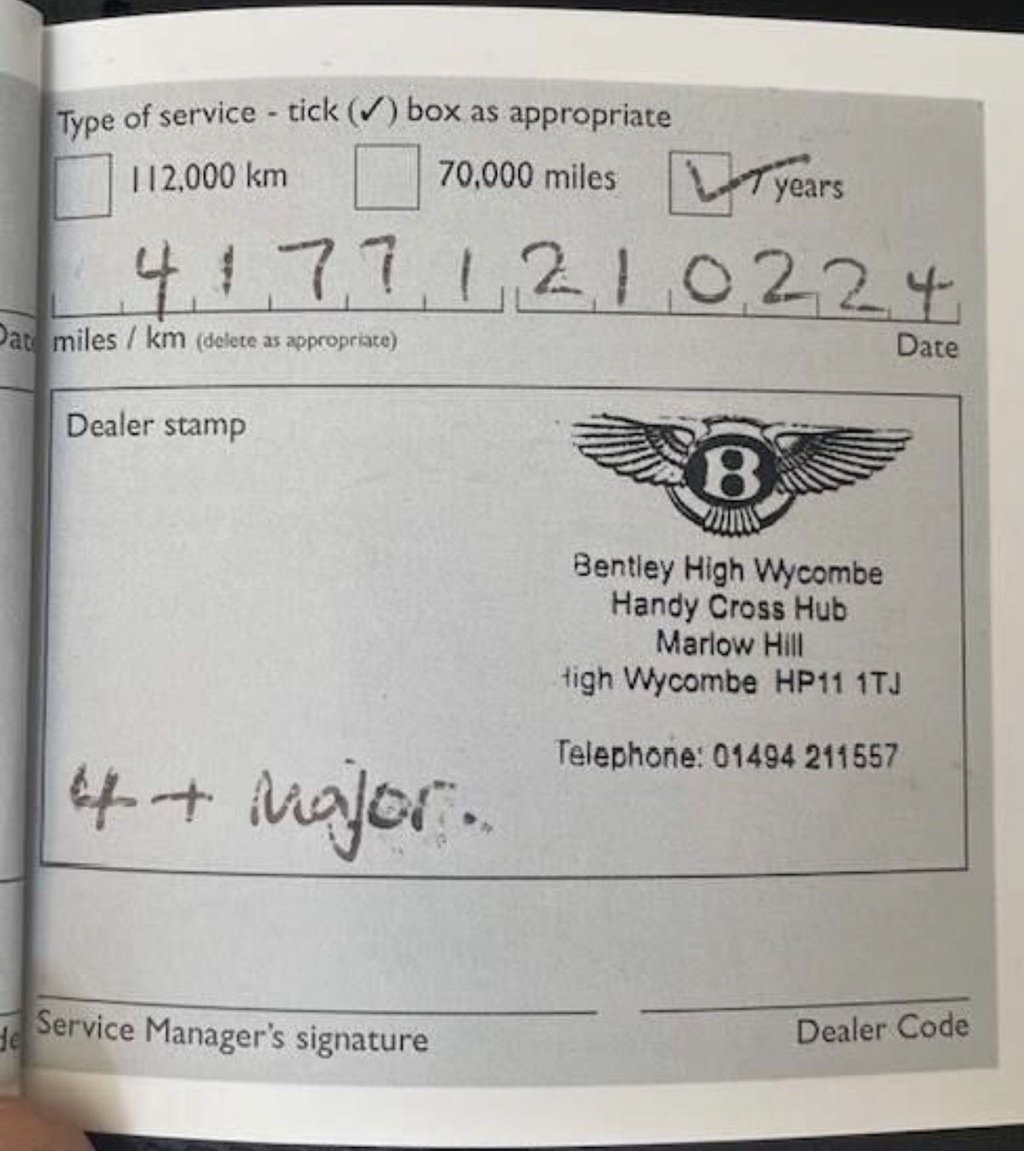 Type of service - tick (✓) box as appropriate
112,000 km 70,000 miles ✓ 7 years
41771 210224
Date miles / km (delete as appropriate) Date
Dealer stamp
B
Bentley High Wycombe
Handy Cross Hub
Marlow Hill
High Wycombe HP11 1TJ
Telephone: 01494 211557
4 + Major.
Service Manager's signature
Dealer Code